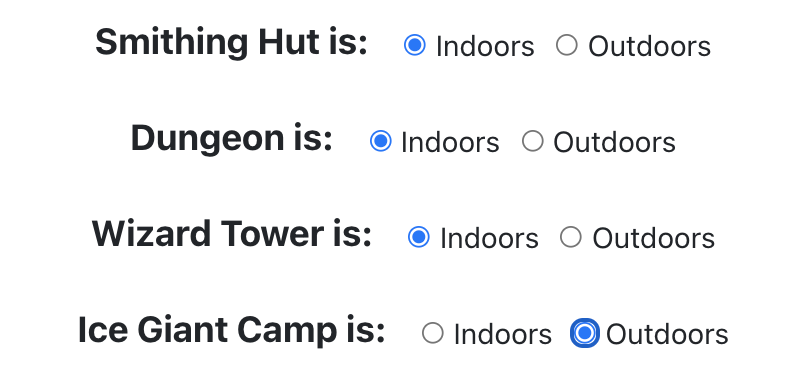 Smithing Hut is: Indoors Outdoors
Dungeon is: Indoors Outdoors
Wizard Tower is: Indoors Outdoors
Ice Giant Camp is: Indoors Outdoors